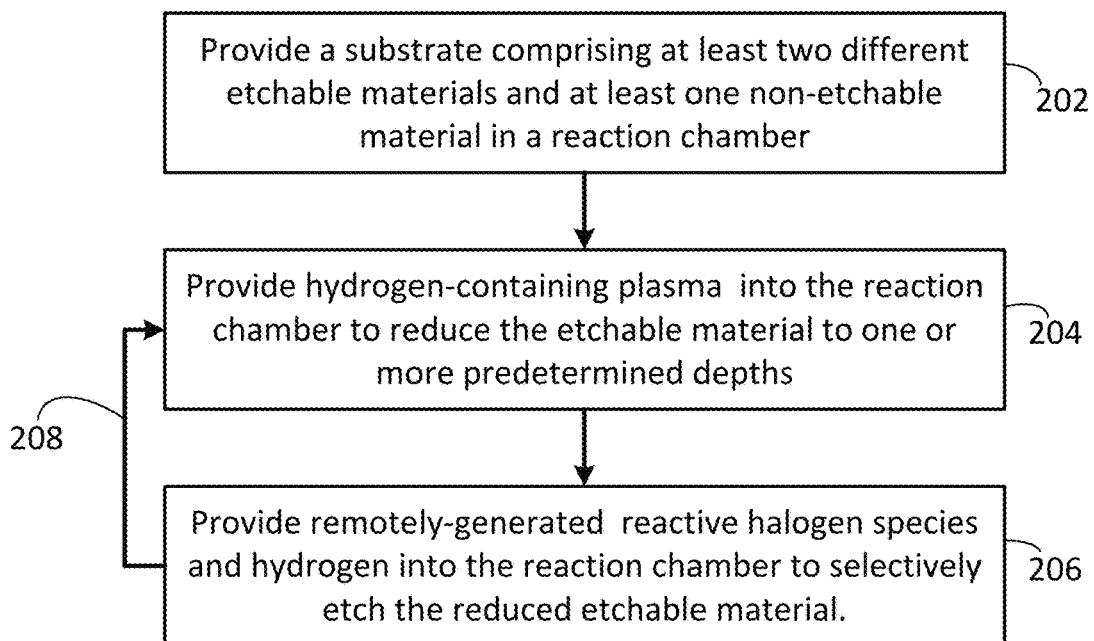 Provide a substrate comprising at least two different
etchable materials and at least one non-etchable
material in a reaction chamber
202
Provide hydrogen-containing plasma into the reaction
chamber to reduce the etchable material to one or
more predetermined depths
204
208
Provide remotely-generated reactive halogen species
and hydrogen into the reaction chamber to selectively
etch the reduced etchable material.
206